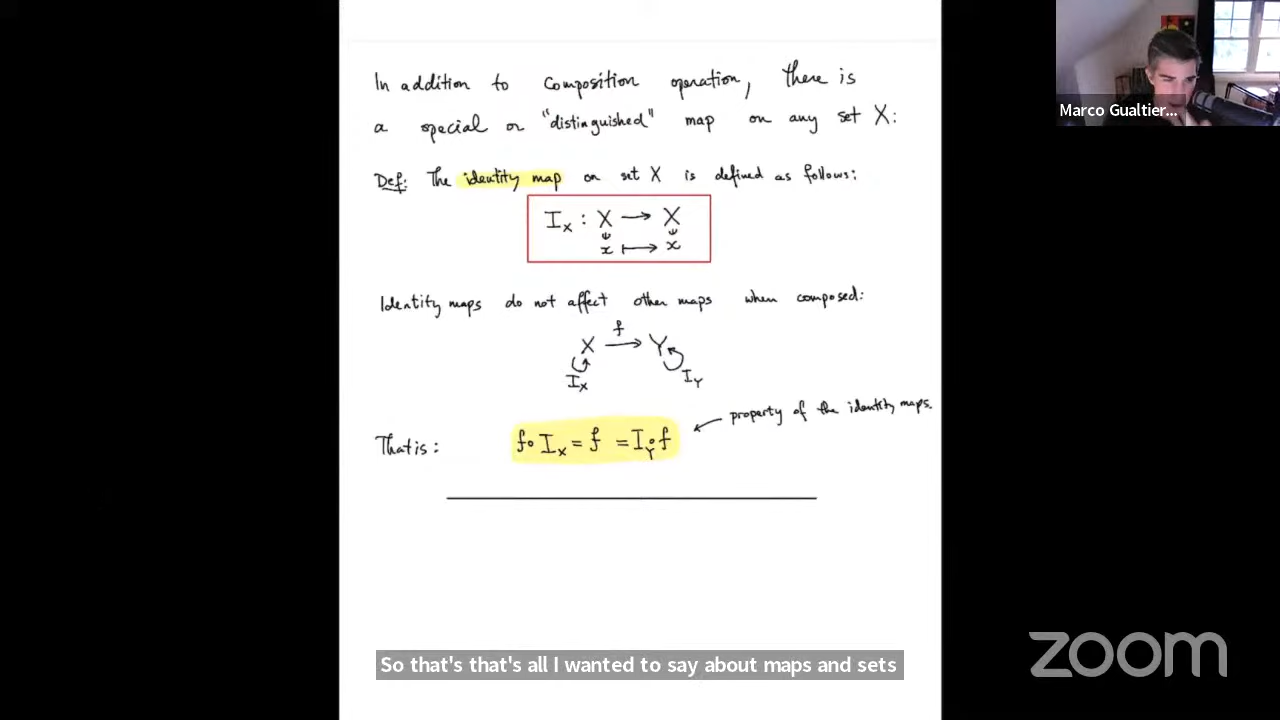 In addition to composition operation, there is
a special or "distinguished" map on any set X:
Def: The identity map on set X is defined as follows:
I_X : X → X
x ↦ x
Identity maps do not affect other maps when composed:
f
X → Y
I_X I_Y
property of the identity maps.
That is: f∘I_X = f = I_Y∘f
Marco Gualtier...
So that's that's all I wanted to say about maps and sets
zoom